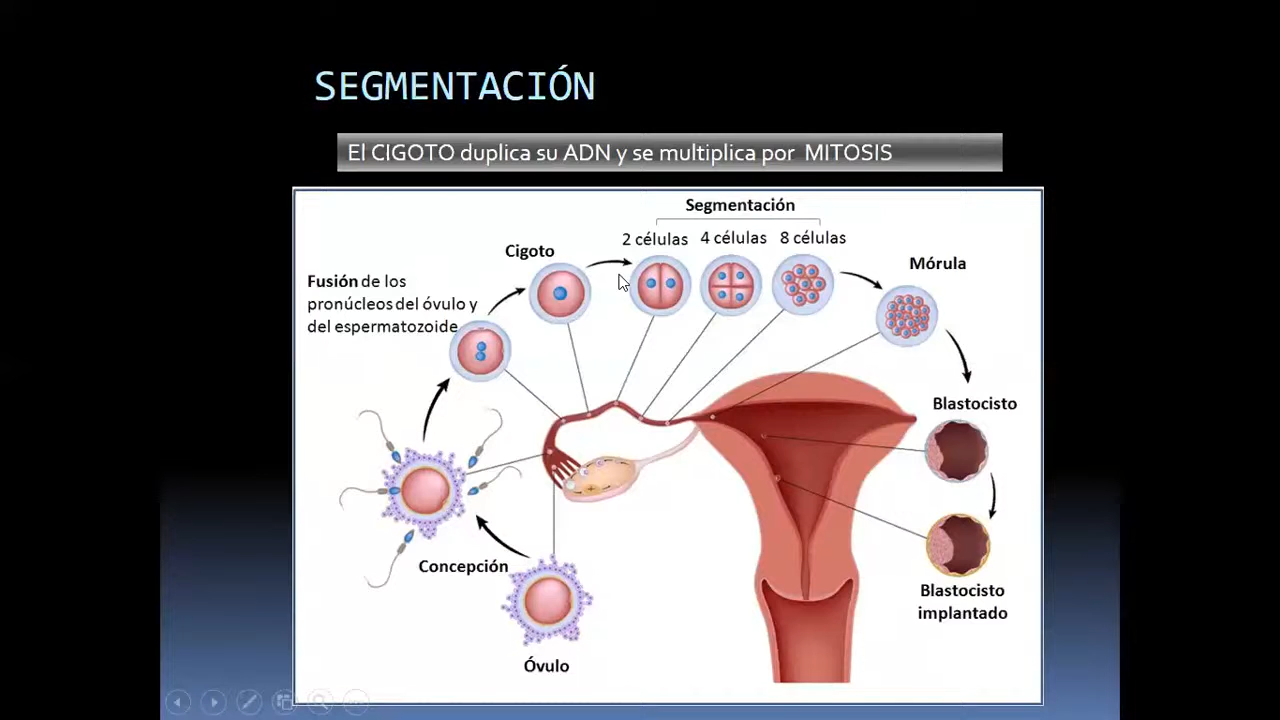 SEGMENTACIÓN
El CIGOTO duplica su ADN y se multiplica por MITOSIS
Segmentación
2 células 4 células 8 células
Cigoto
Mórula
Fusión de los
pronúcleos del óvulo y
del espermatozoide
Blastocisto
Concepción
Blastocisto
implantado
Óvulo